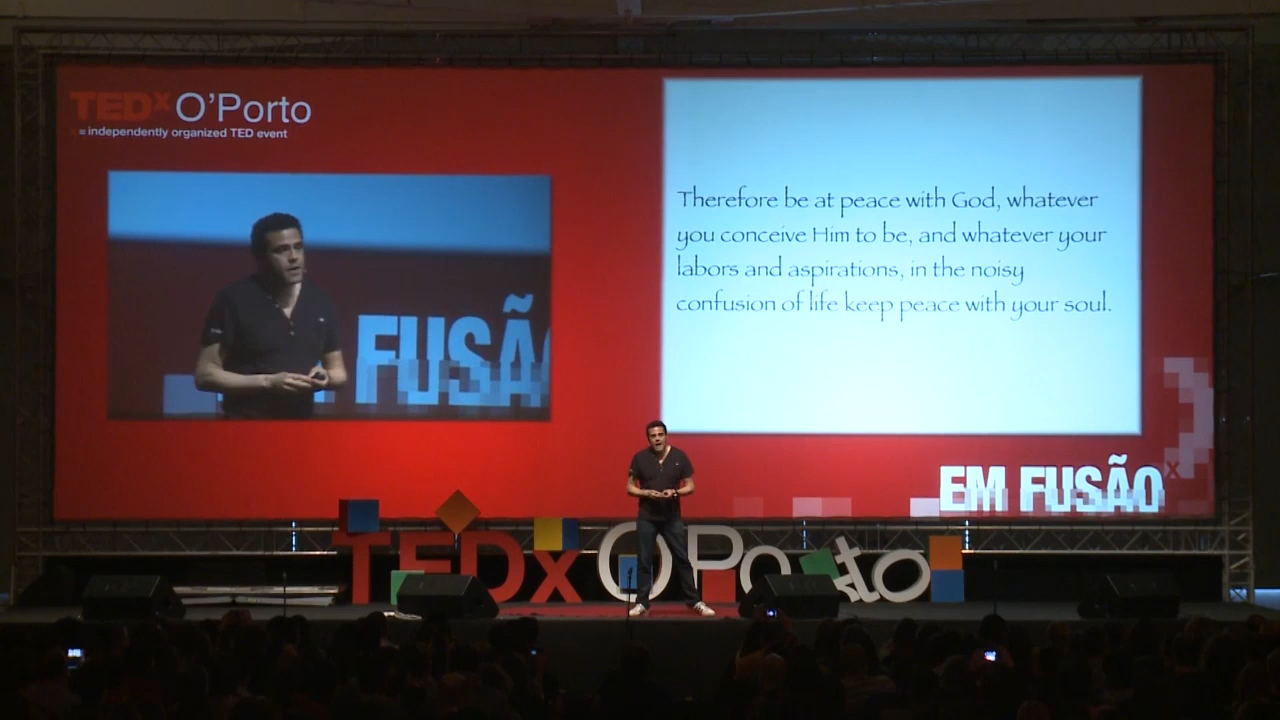 TEDx O'Porto
x = independently organized TED event
Therefore be at peace with God, whatever
you conceive Him to be, and whatever your
labors and aspirations, in the noisy
confusion of life keep peace with your soul.
FUSÃO
EM FUSÃO x
TEDx O'Porto